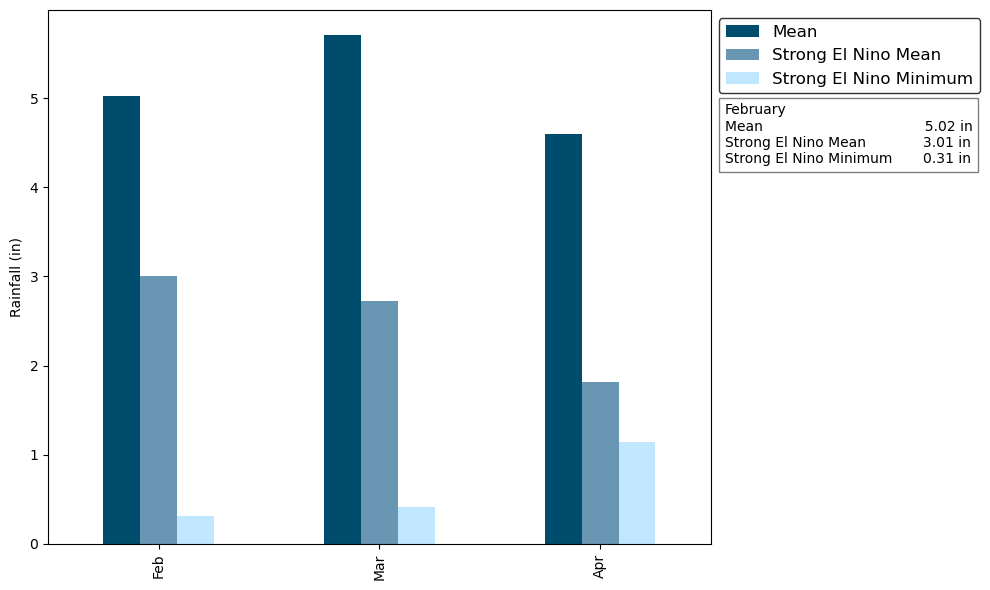 Mean
Strong El Nino Mean
Strong El Nino Minimum
February
Mean 5.02 in
Strong El Nino Mean 3.01 in
Strong El Nino Minimum 0.31 in
Rainfall (in)
5
4
3
2
1
0
Feb
Mar
Apr